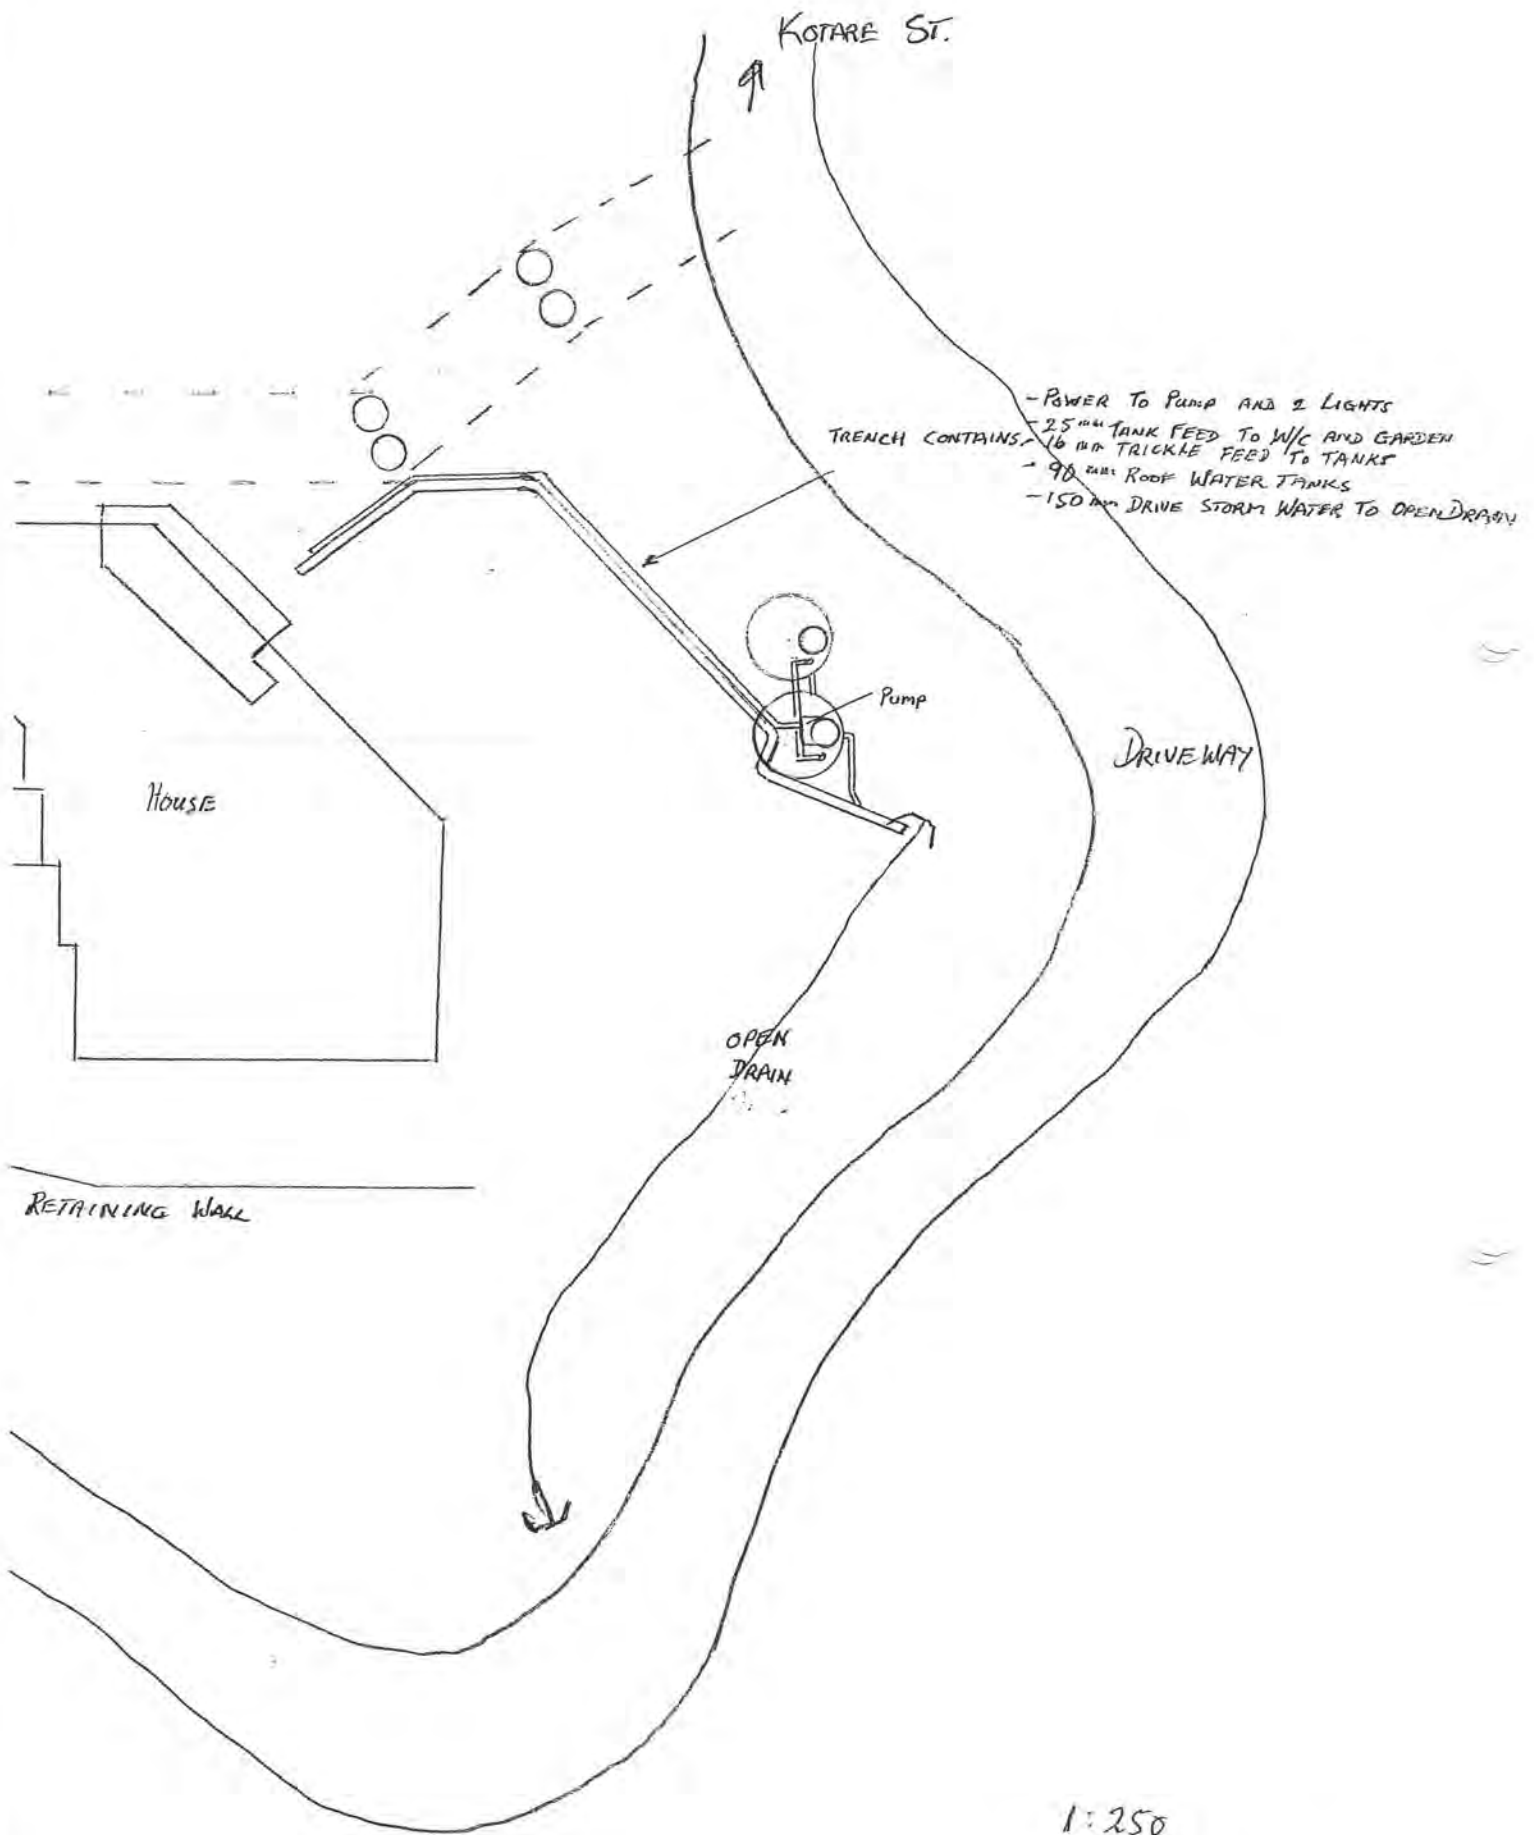 KOTARE ST.
- POWER TO PUMP AND 2 LIGHTS
- 25mm TANK FEED TO W/C AND GARDEN
TRENCH CONTAINS - 16 mm TRICKLE FEED TO TANKS
- 90 mm ROOF WATER TANKS
- 150 mm DRIVE STORM WATER TO OPEN DRAIN
Pump
DRIVEWAY
HOUSE
OPEN
DRAIN
RETAINING WALL
1:250